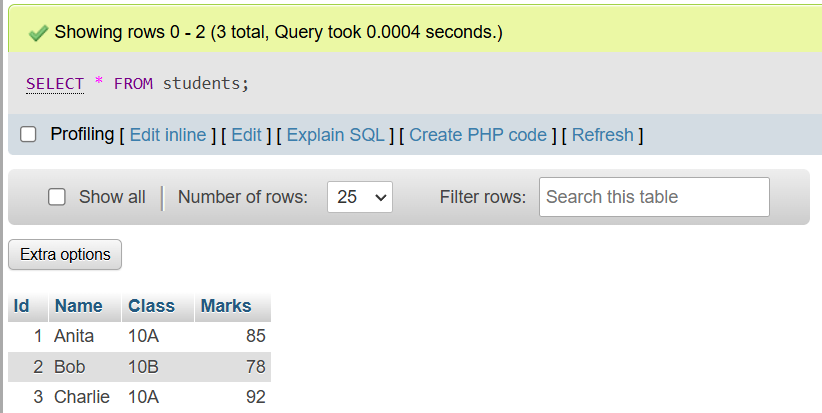 Showing rows 0 - 2 (3 total, Query took 0.0004 seconds.)
SELECT * FROM students;
Profiling [ Edit inline ] [ Edit ] [ Explain SQL ] [ Create PHP code ] [ Refresh ]
Show all | Number of rows: 25 Filter rows: Search this table
Extra options
Id Name Class Marks
1 Anita 10A 85
2 Bob 10B 78
3 Charlie 10A 92